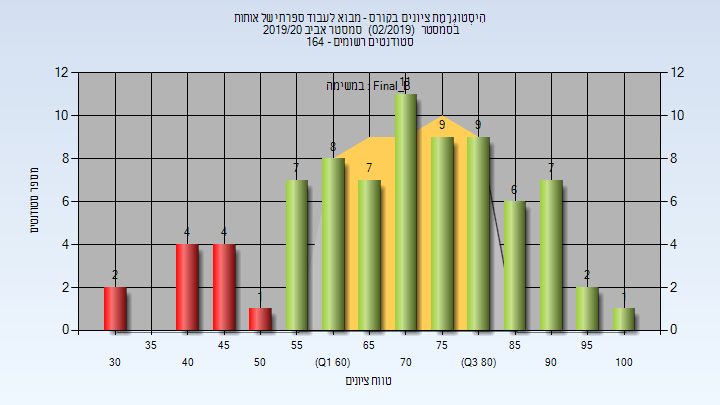 היסטוגרמת ציונים בקורס - מבוא לעבוד ספרתי של אותות
בסמסטר (02/2019) סמסטר אביב 2019/20
סטודנטים רשומים - 164
במשימה : Final_B
12 12
10 10
8 8
6 6
4 4
2 2
0 0
מספר סטודנטים
2 4 4 1 7 8 7 11 9 9 6 7 2 1
35 45 55 65 75 85 95
30 40 50 (Q1 60) 70 (Q3 80) 90 100
טווח ציונים